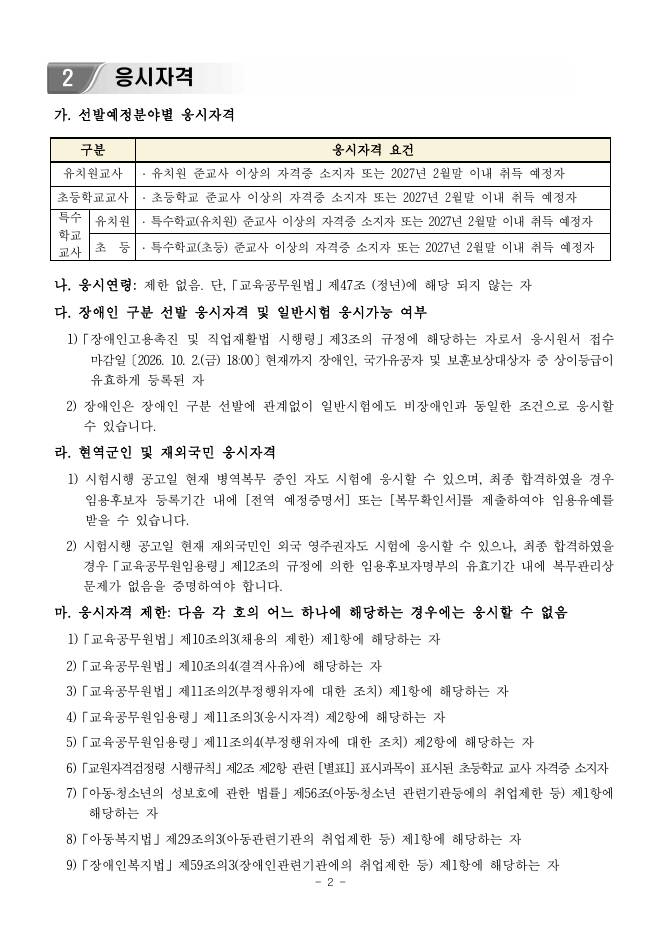 2 응시자격
가. 선발예정분야별 응시자격
구분 응시자격 요건
유치원교사 · 유치원 준교사 이상의 자격증 소지자 또는 2027년 2월말 이내 취득 예정자
초등학교교사 · 초등학교 준교사 이상의 자격증 소지자 또는 2027년 2월말 이내 취득 예정자
특수
학교
교사
유치원 · 특수학교(유치원) 준교사 이상의 자격증 소지자 또는 2027년 2월말 이내 취득 예정자
초 등 · 특수학교(초등) 준교사 이상의 자격증 소지자 또는 2027년 2월말 이내 취득 예정자
나. 응시연령: 제한 없음. 단, 「교육공무원법」 제47조 (정년)에 해당 되지 않는 자
다. 장애인 구분 선발 응시자격 및 일반시험 응시가능 여부
1) 「장애인고용촉진 및 직업재활법 시행령」 제3조의 규정에 해당하는 자로서 응시원서 접수
마감일 〔2026. 10. 2.(금) 18:00〕 현재까지 장애인, 국가유공자 및 보훈보상대상자 중 상이등급이
유효하게 등록된 자
2) 장애인은 장애인 구분 선발에 관계없이 일반시험에도 비장애인과 동일한 조건으로 응시할
수 있습니다.
라. 현역군인 및 재외국민 응시자격
1) 시험시행 공고일 현재 병역복무 중인 자도 시험에 응시할 수 있으며, 최종 합격하였을 경우
임용후보자 등록기간 내에 [전역 예정증명서] 또는 [복무확인서]를 제출하여야 임용유예를
받을 수 있습니다.
2) 시험시행 공고일 현재 재외국민인 외국 영주권자도 시험에 응시할 수 있으나, 최종 합격하였을
경우 「교육공무원임용령」 제12조의 규정에 의한 임용후보자명부의 유효기간 내에 복무관리상
문제가 없음을 증명하여야 합니다.
마. 응시자격 제한: 다음 각 호의 어느 하나에 해당하는 경우에는 응시할 수 없음
1) 「교육공무원법」 제10조의3(채용의 제한) 제1항에 해당하는 자
2) 「교육공무원법」 제10조의4(결격사유)에 해당하는 자
3) 「교육공무원법」 제11조의2(부정행위자에 대한 조치) 제1항에 해당하는 자
4) 「교육공무원임용령」 제11조의3(응시자격) 제2항에 해당하는 자
5) 「교육공무원임용령」 제11조의4(부정행위자에 대한 조치) 제2항에 해당하는 자
6) 「교원자격검정령 시행규칙」 제2조 제2항 관련 [별표1] 표시과목이 표시된 초등학교 교사 자격증 소지자
7) 「아동·청소년의 성보호에 관한 법률」 제56조(아동·청소년 관련기관등에의 취업제한 등) 제1항에
해당하는 자
8) 「아동복지법」 제29조의3(아동관련기관의 취업제한 등) 제1항에 해당하는 자
9) 「장애인복지법」 제59조의3(장애인관련기관에의 취업제한 등) 제1항에 해당하는 자
- 2 -